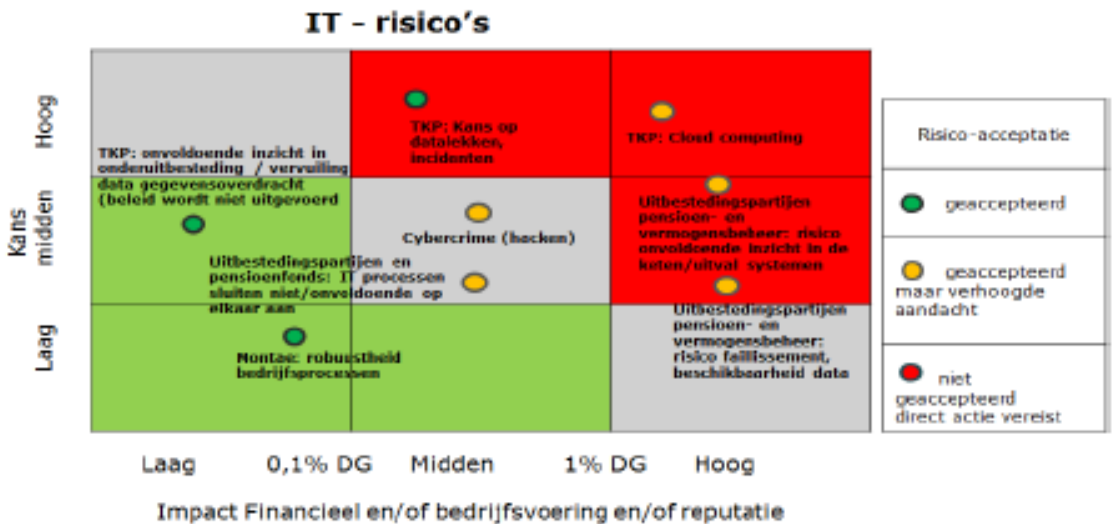 IT - risico's
Hoog
TKP: Kans op
datalekken,
incidenten
TKP: Cloud computing
TKP: onvoldoende inzicht in
onderuitbesteding / vervuiling
data gegevensoverdracht
(beleid wordt niet uitgevoerd
Kans
midden
Cybercrime (hacken)
Uitbestedingspartijen
pensioen- en
vermogensbeheer: risico
onvoldoende inzicht in de
keten/uitval systemen
Uitbestedingspartijen en
pensioenfends: IT processen
sluiten niet/onvoldoende op
elkaar aan
Laag
Montae: robuustheid
bedrijfsprocessen
Uitbestedingspartijen
pensioen- en
vermogensbeheer:
risico faillissement,
beschikbaarheid data
Laag 0,1% DG Midden 1% DG Hoog
Impact Financieel en/of bedrijfsvoering en/of reputatie
Risico-acceptatie
geaccepteerd
geaccepteerd
maar verhoogde
aandacht
niet
geaccepteerd
direct actie vereist